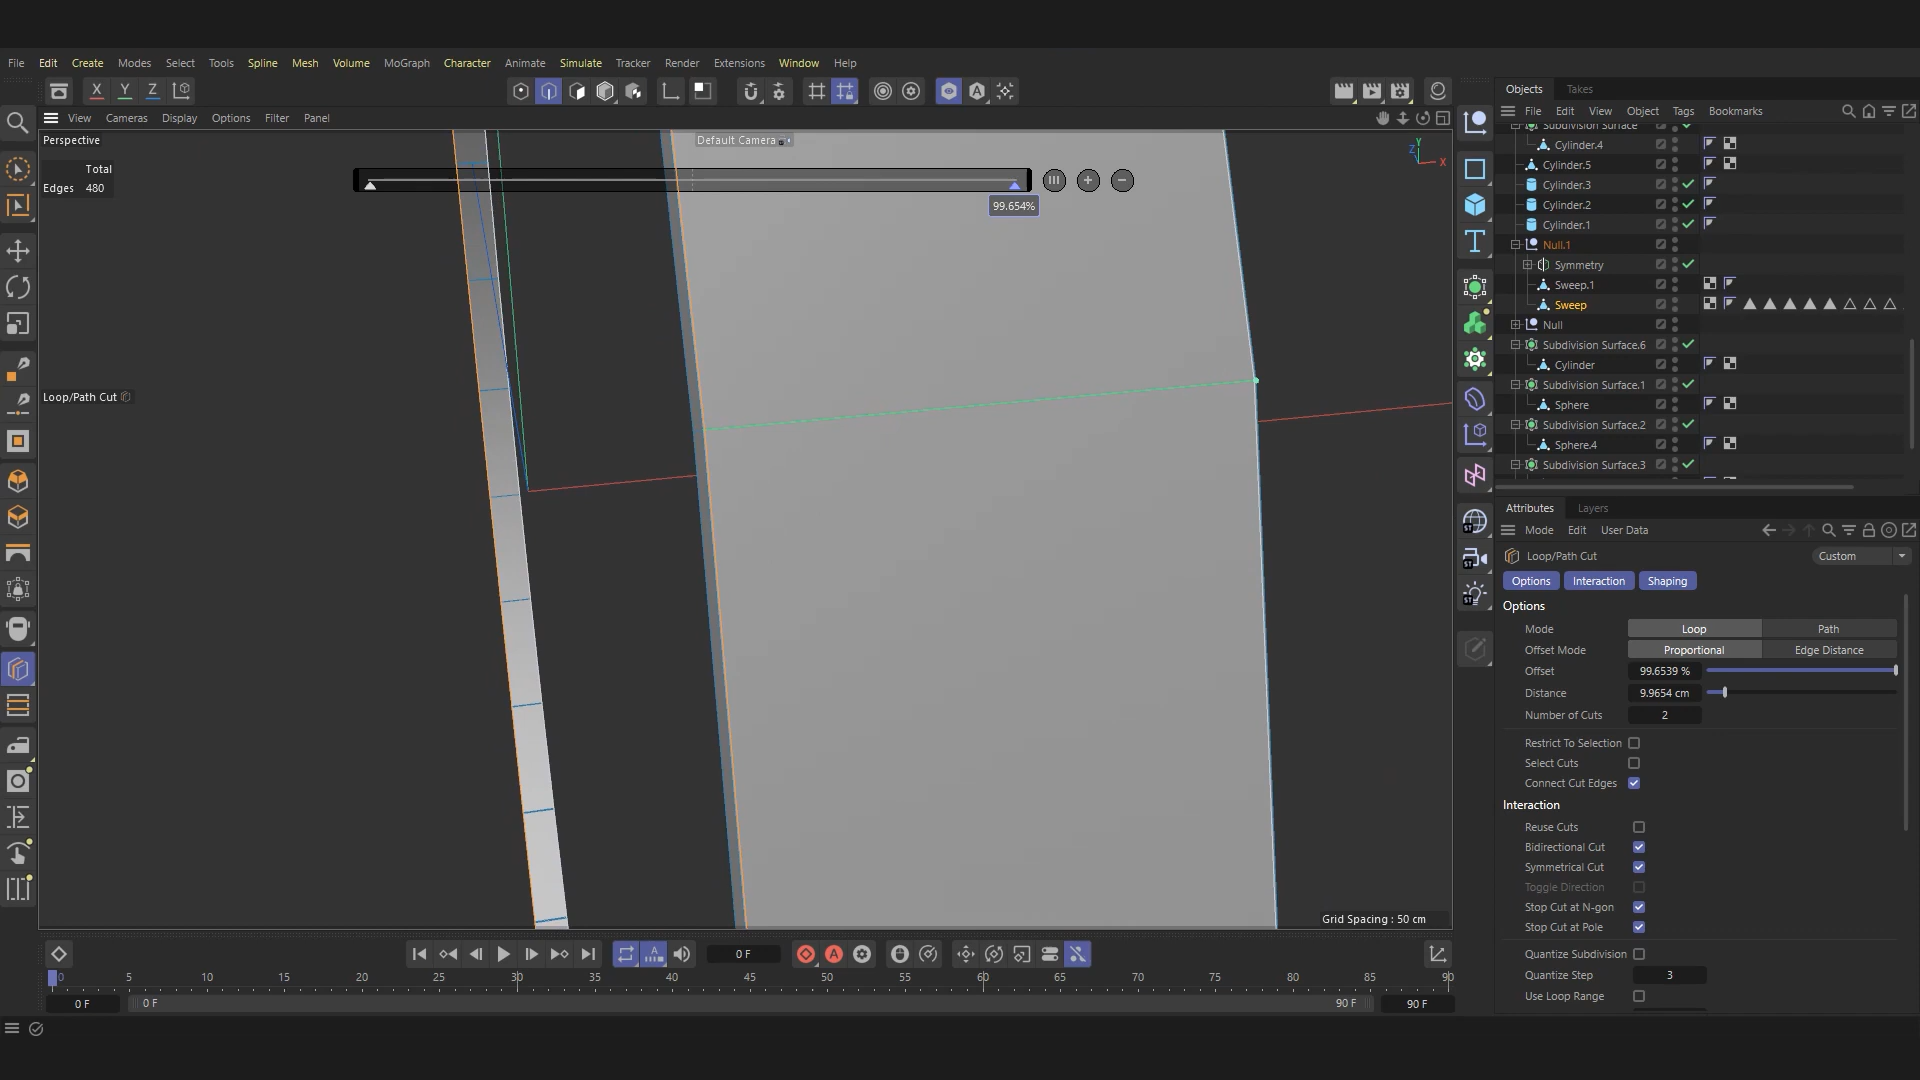 File Edit Create Modes Select Tools Spline Mesh Volume MoGraph Character Animate Simulate Tracker Render Extensions Window Help
X Y Z
View Cameras Display Options Filter Panel
Perspective
Default Camera
Total
Edges 480
99.654%
Y
Z
X
Loop/Path Cut
Grid Spacing : 50 cm
0 F
0 5 10 15 20 25 30 35 40 45 50 55 60 65 70 75 80 85 90
0 F 0 F 90 F 90 F
Objects Takes
File Edit View Object Tags Bookmarks
Subdivision Surface
Cylinder.4
Cylinder.5
Cylinder.3
Cylinder.2
Cylinder.1
Null.1
Symmetry
Sweep.1
Sweep
Null
Subdivision Surface.6
Cylinder
Subdivision Surface.1
Sphere
Subdivision Surface.2
Sphere.4
Subdivision Surface.3
Attributes Layers
Mode Edit User Data
Loop/Path Cut Custom
Options Interaction Shaping
Options
Mode Loop Path
Offset Mode Proportional Edge Distance
Offset 99.6539 %
Distance 9.9654 cm
Number of Cuts 2
Restrict To Selection
Select Cuts
Connect Cut Edges
Interaction
Reuse Cuts
Bidirectional Cut
Symmetrical Cut
Toggle Direction
Stop Cut at N-gon
Stop Cut at Pole
Quantize Subdivision
Quantize Step 3
Use Loop Range